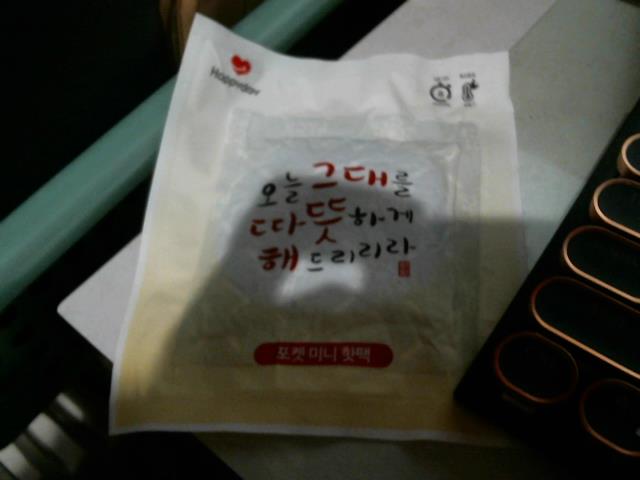 Happyday
오늘 그대를
따뜻하게
해드리리라
포켓 미니 핫팩